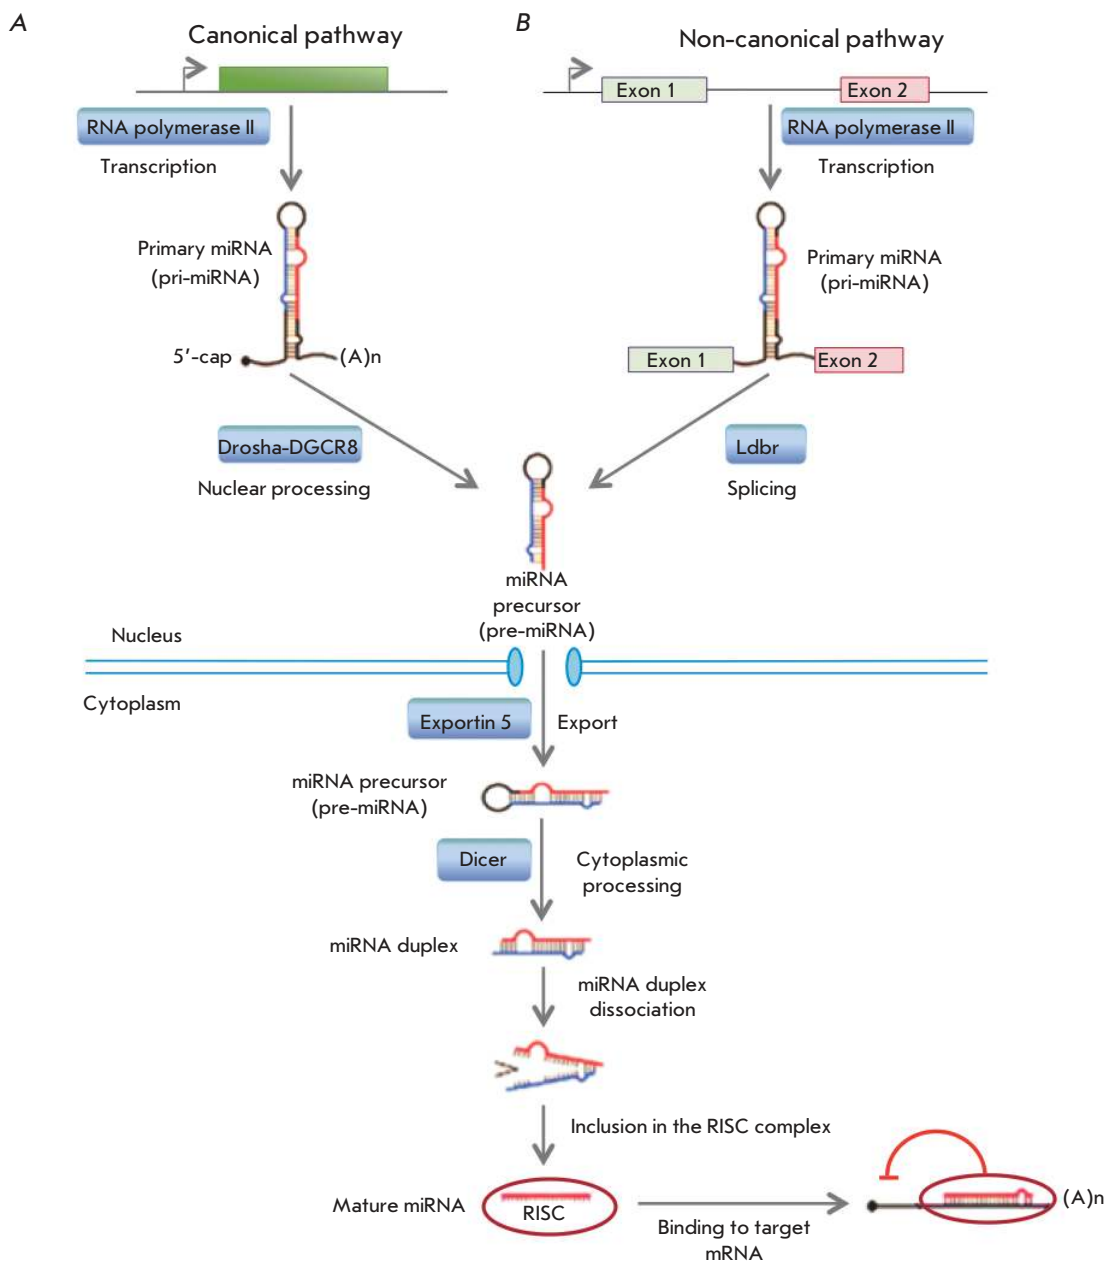 A
Canonical pathway
RNA polymerase II
Transcription
Primary miRNA
(pri-miRNA)
5′-cap
(A)n
Drosha-DGCR8
Nuclear processing
B
Non-canonical pathway
Exon 1
Exon 2
RNA polymerase II
Transcription
Primary miRNA
(pri-miRNA)
Exon 1
Exon 2
Ldbr
Splicing
miRNA
precursor
(pre-miRNA)
Nucleus
Cytoplasm
Exportin 5
Export
miRNA precursor
(pre-miRNA)
Dicer
Cytoplasmic
processing
miRNA duplex
miRNA duplex
dissociation
Inclusion in the RISC complex
Mature miRNA
RISC
Binding to target
mRNA
(A)n